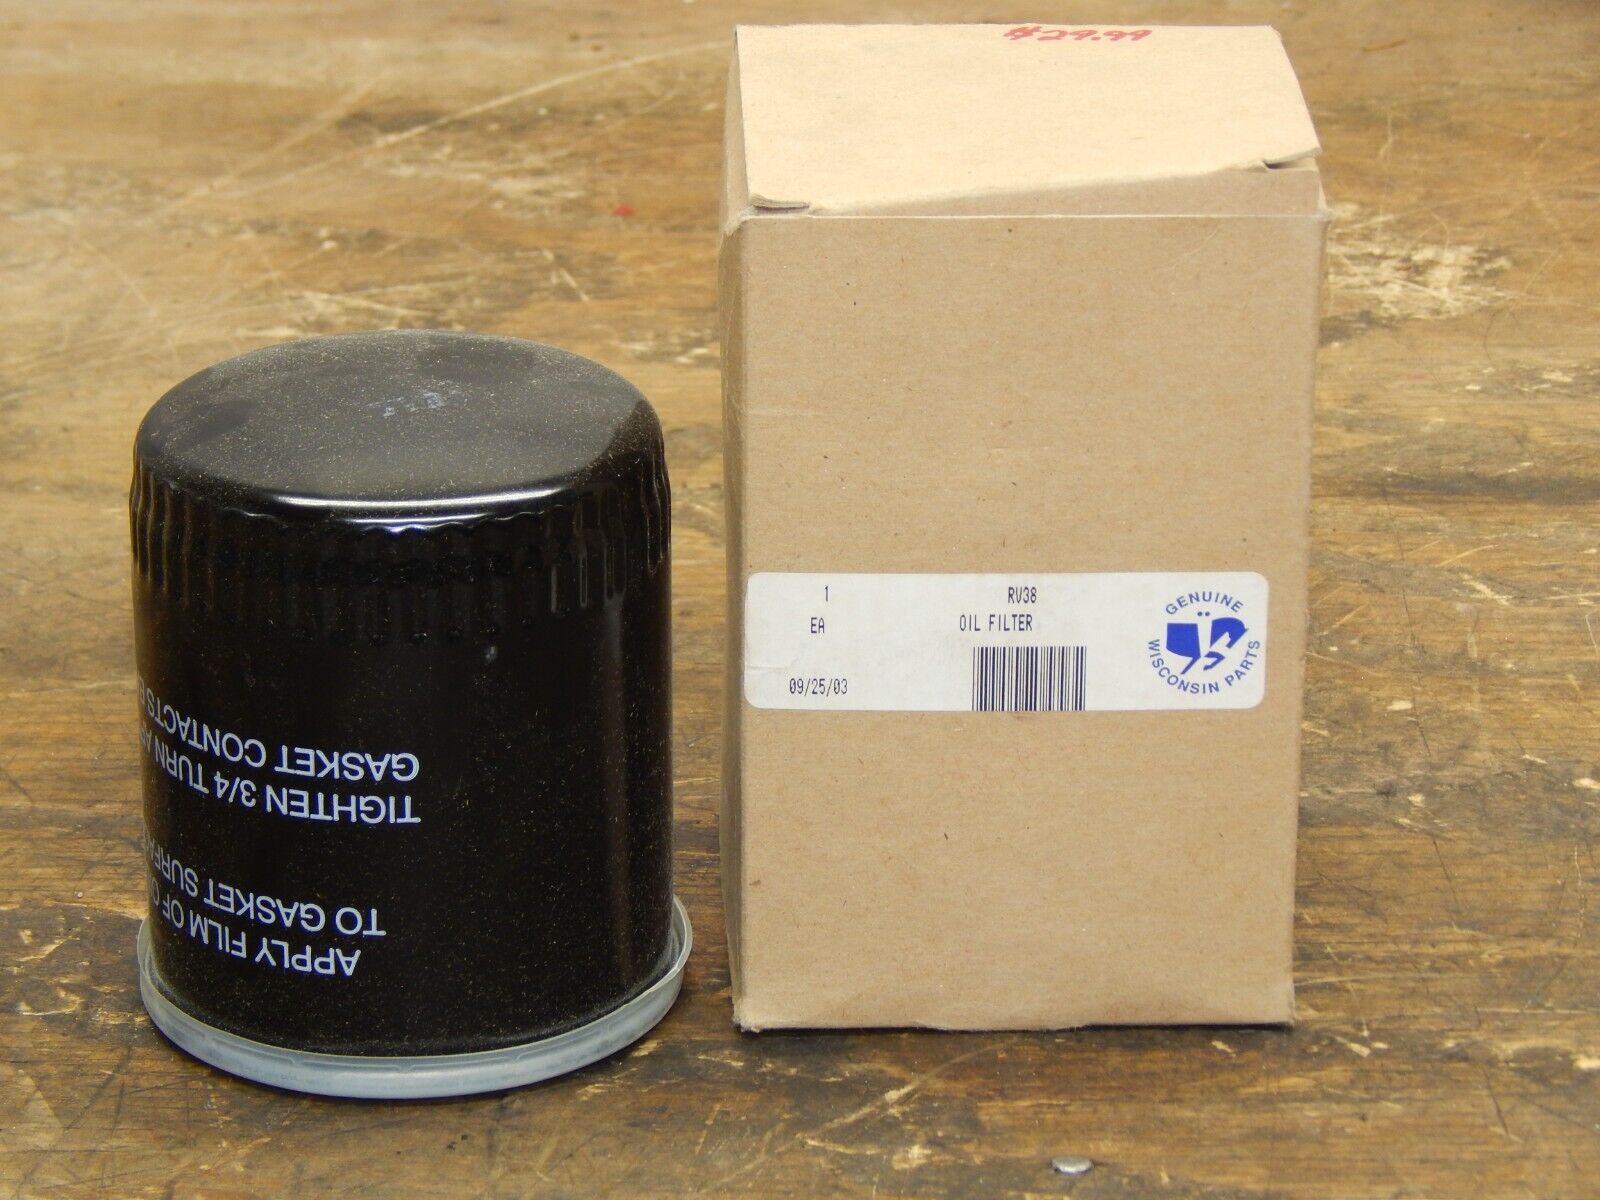 $29.99
1 RV38
EA OIL FILTER
09/25/03
GENUINE
WISCONSIN PARTS
APPLY FILM OF
TO GASKET
TIGHTEN 3/4 TURN
GASKET CONTACTS